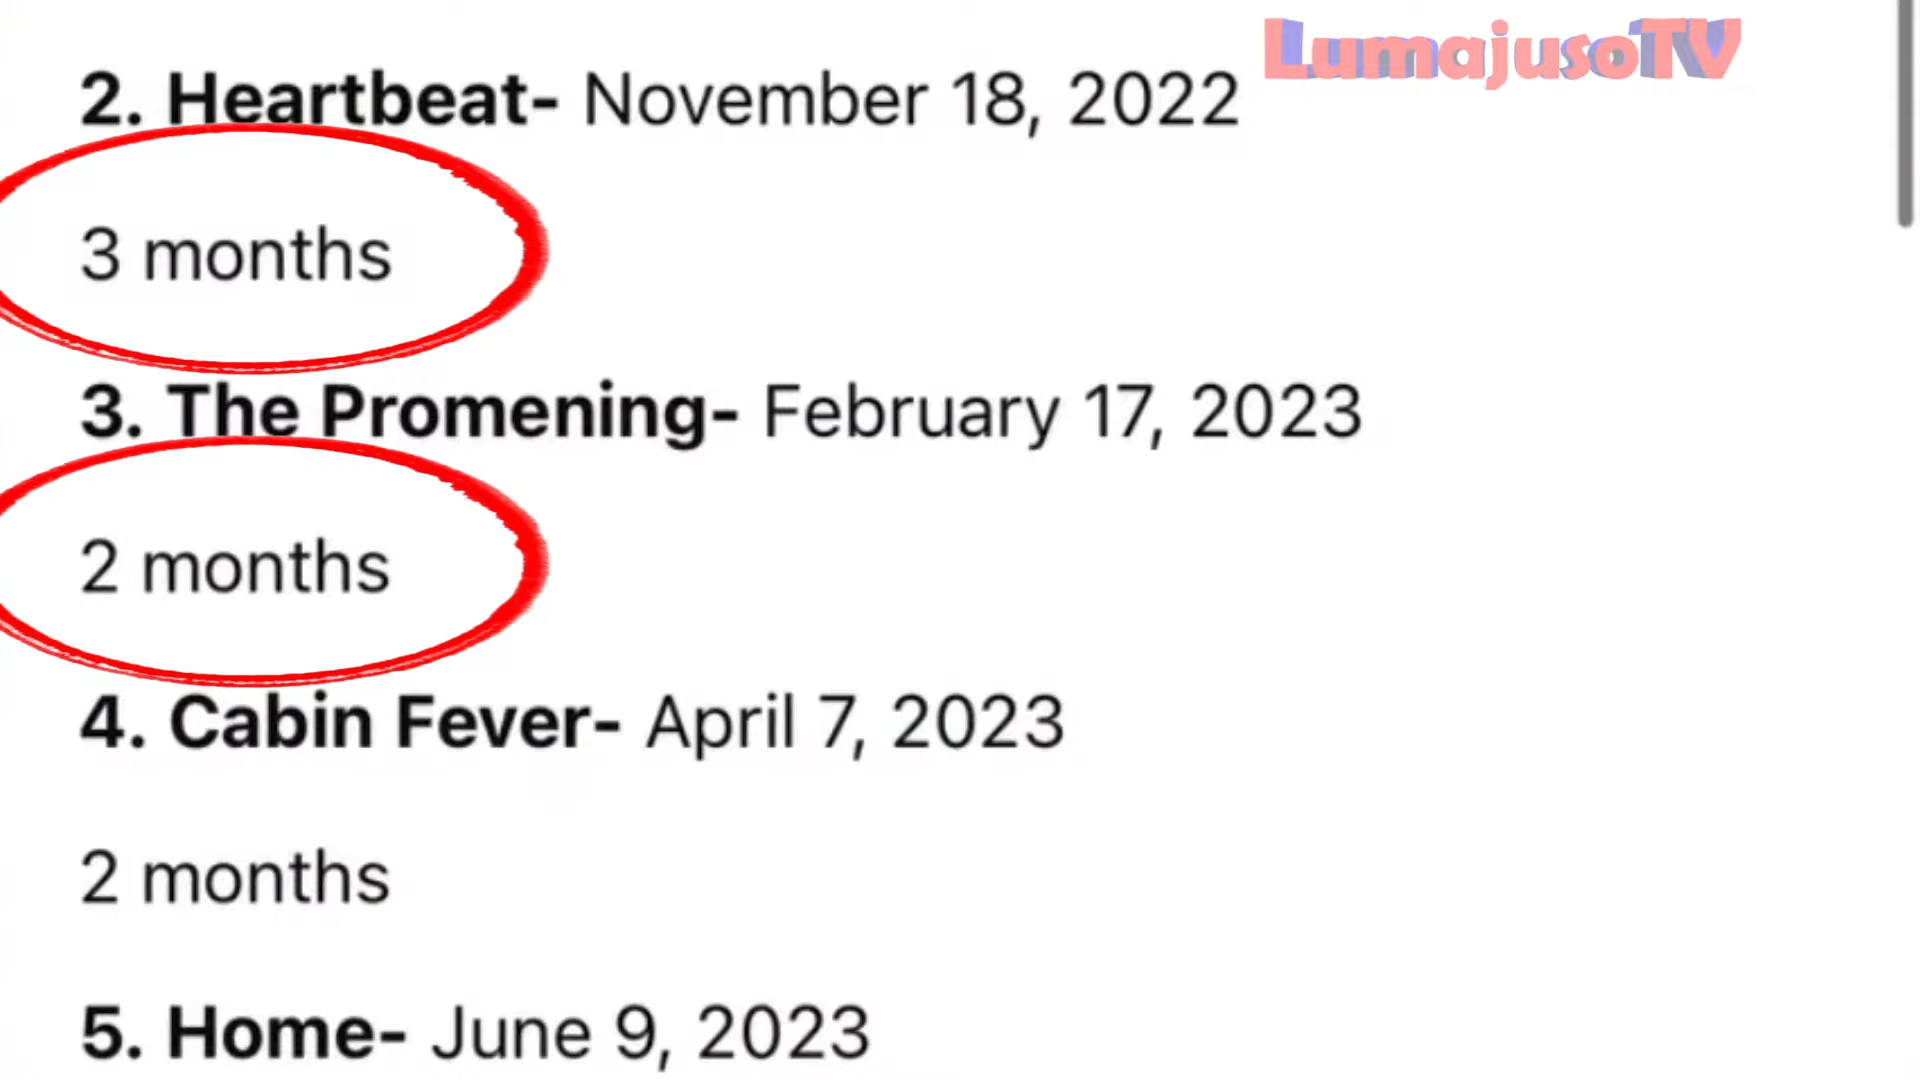 LumajusoTV
2. Heartbeat- November 18, 2022
3 months
3. The Promening- February 17, 2023
2 months
4. Cabin Fever- April 7, 2023
2 months
5. Home- June 9, 2023